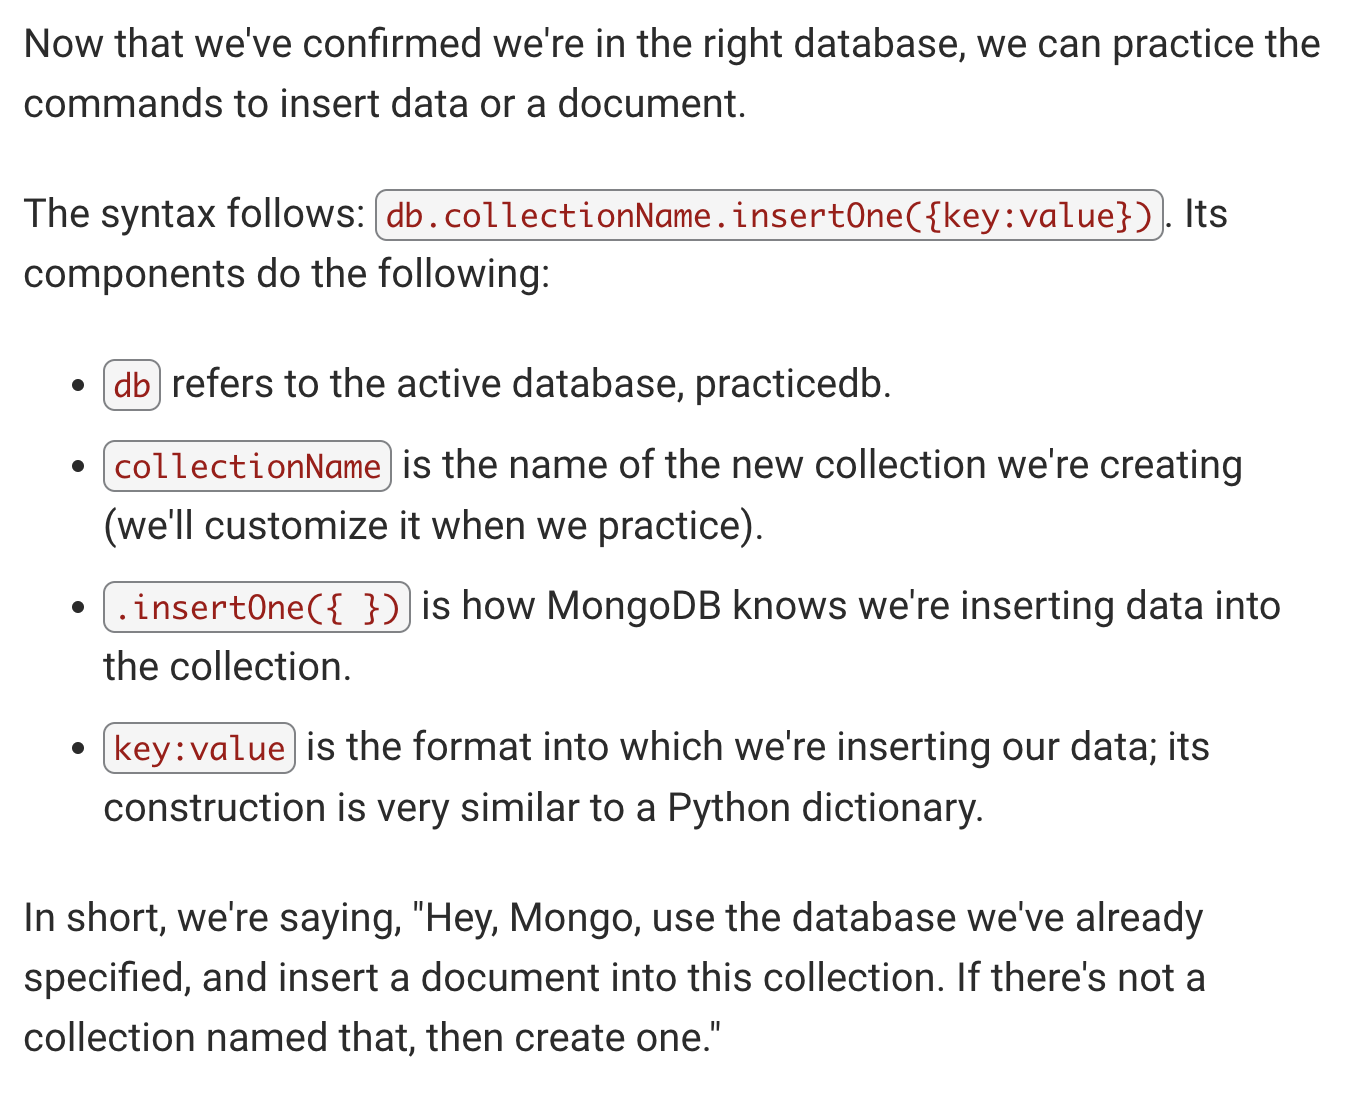 Now that we've confirmed we're in the right database, we can practice the
commands to insert data or a document.
The syntax follows: db.collectionName.insertOne({key:value}). Its
components do the following:
• db refers to the active database, practicedb.
• collectionName is the name of the new collection we're creating
(we'll customize it when we practice).
• .insertOne({ }) is how MongoDB knows we're inserting data into
the collection.
• key:value is the format into which we're inserting our data; its
construction is very similar to a Python dictionary.
In short, we're saying, "Hey, Mongo, use the database we've already
specified, and insert a document into this collection. If there's not a
collection named that, then create one."